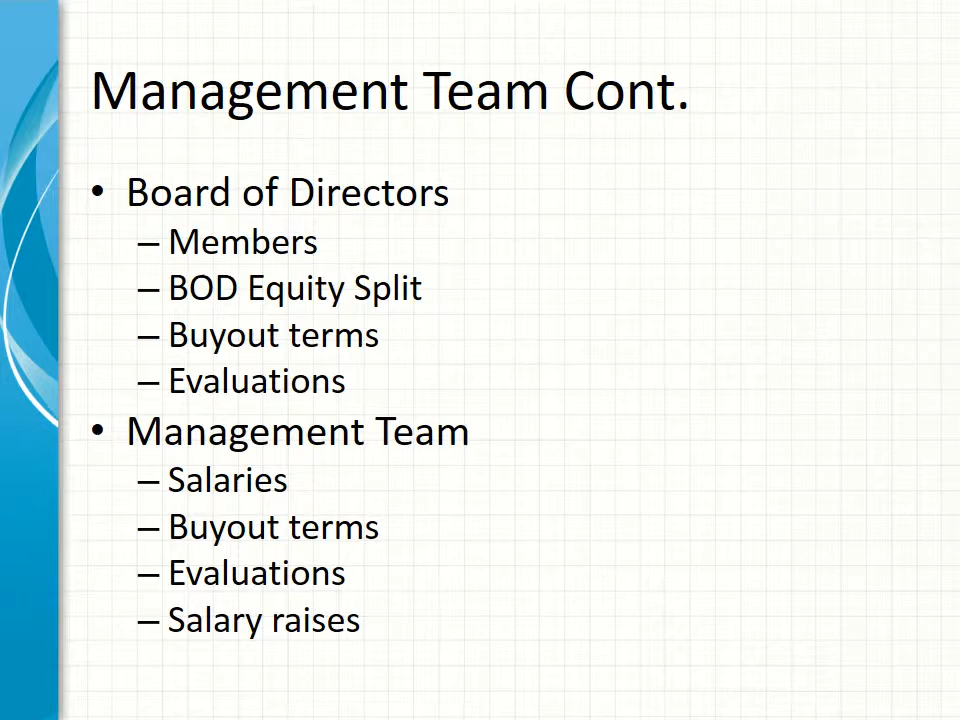 Management Team Cont.
• Board of Directors
– Members
– BOD Equity Split
– Buyout terms
– Evaluations
• Management Team
– Salaries
– Buyout terms
– Evaluations
– Salary raises